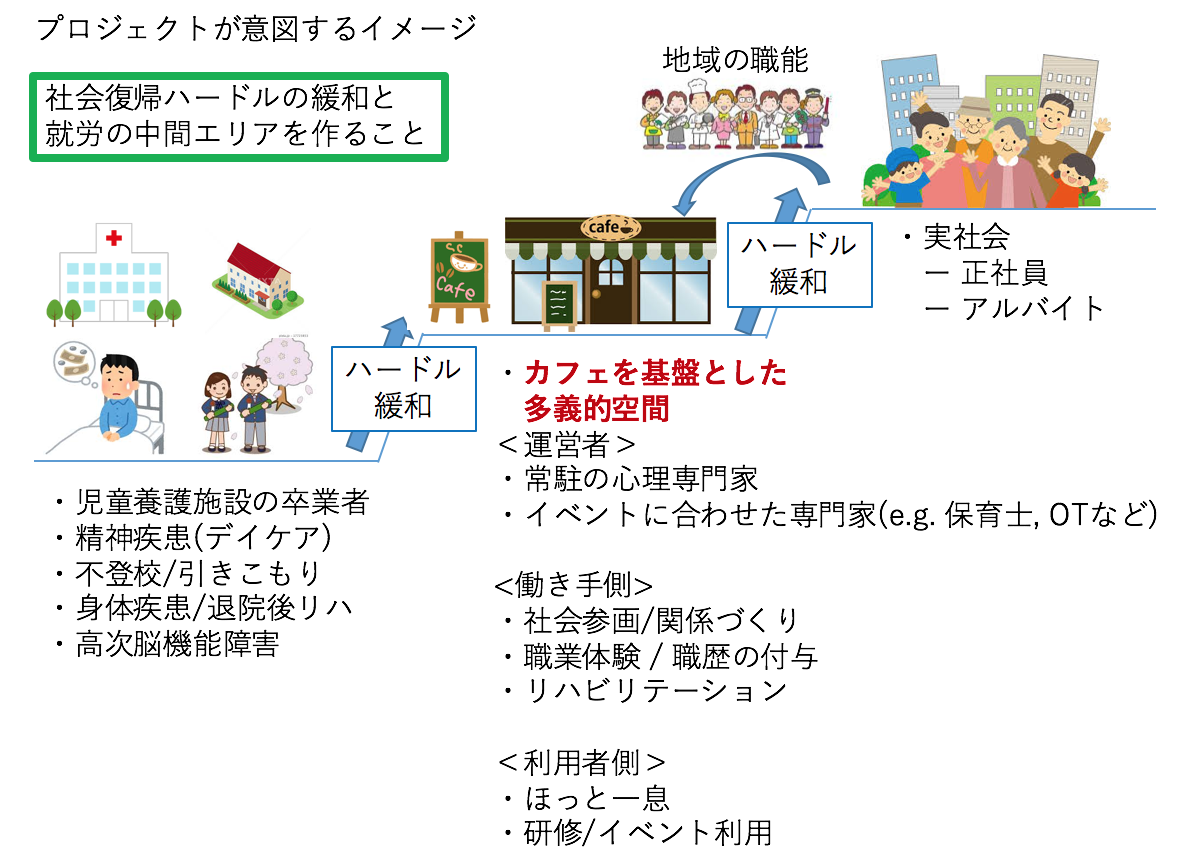 プロジェクトが意図するイメージ
社会復帰ハードルの緩和と
就労の中間エリアを作ること
地域の職能
cafe
Cafe
ハードル
緩和
ハードル
緩和
・実社会
ー 正社員
ー アルバイト
・カフェを基盤とした
多義的空間
＜運営者＞
・常駐の心理専門家
・イベントに合わせた専門家(e.g. 保育士, OTなど)
<働き手側>
・社会参画/関係づくり
・職業体験 / 職歴の付与
・リハビリテーション
＜利用者側＞
・ほっと一息
・研修/イベント利用
・児童養護施設の卒業者
・精神疾患(デイケア)
・不登校/引きこもり
・身体疾患/退院後リハ
・高次脳機能障害